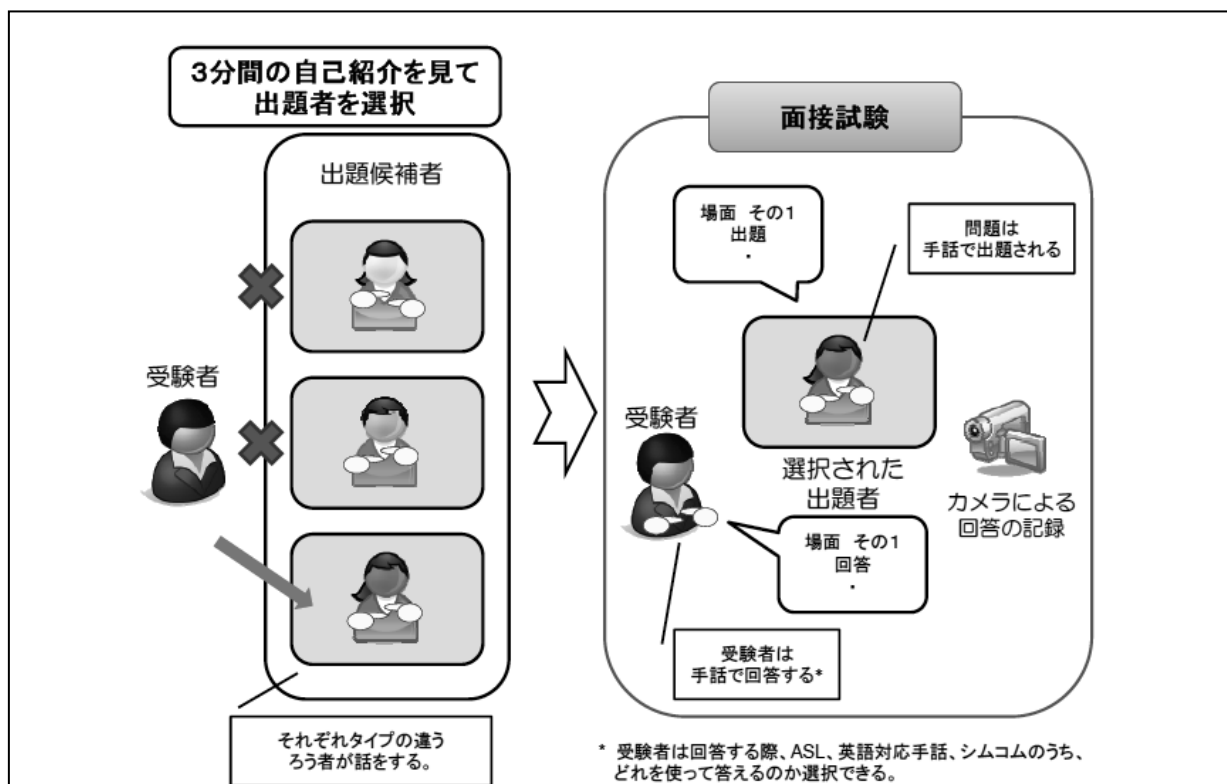 3分間の自己紹介を見て
出題者を選択
出題候補者
受験者
それぞれタイプの違う
ろう者が話をする。
面接試験
場面 その1
出題
・
問題は
手話で出題される
受験者
選択された
出題者
カメラによる
回答の記録
場面 その1
回答
・
受験者は
手話で回答する*
* 受験者は回答する際、ASL、英語対応手話、シムコムのうち、
どれを使って答えるのか選択できる。